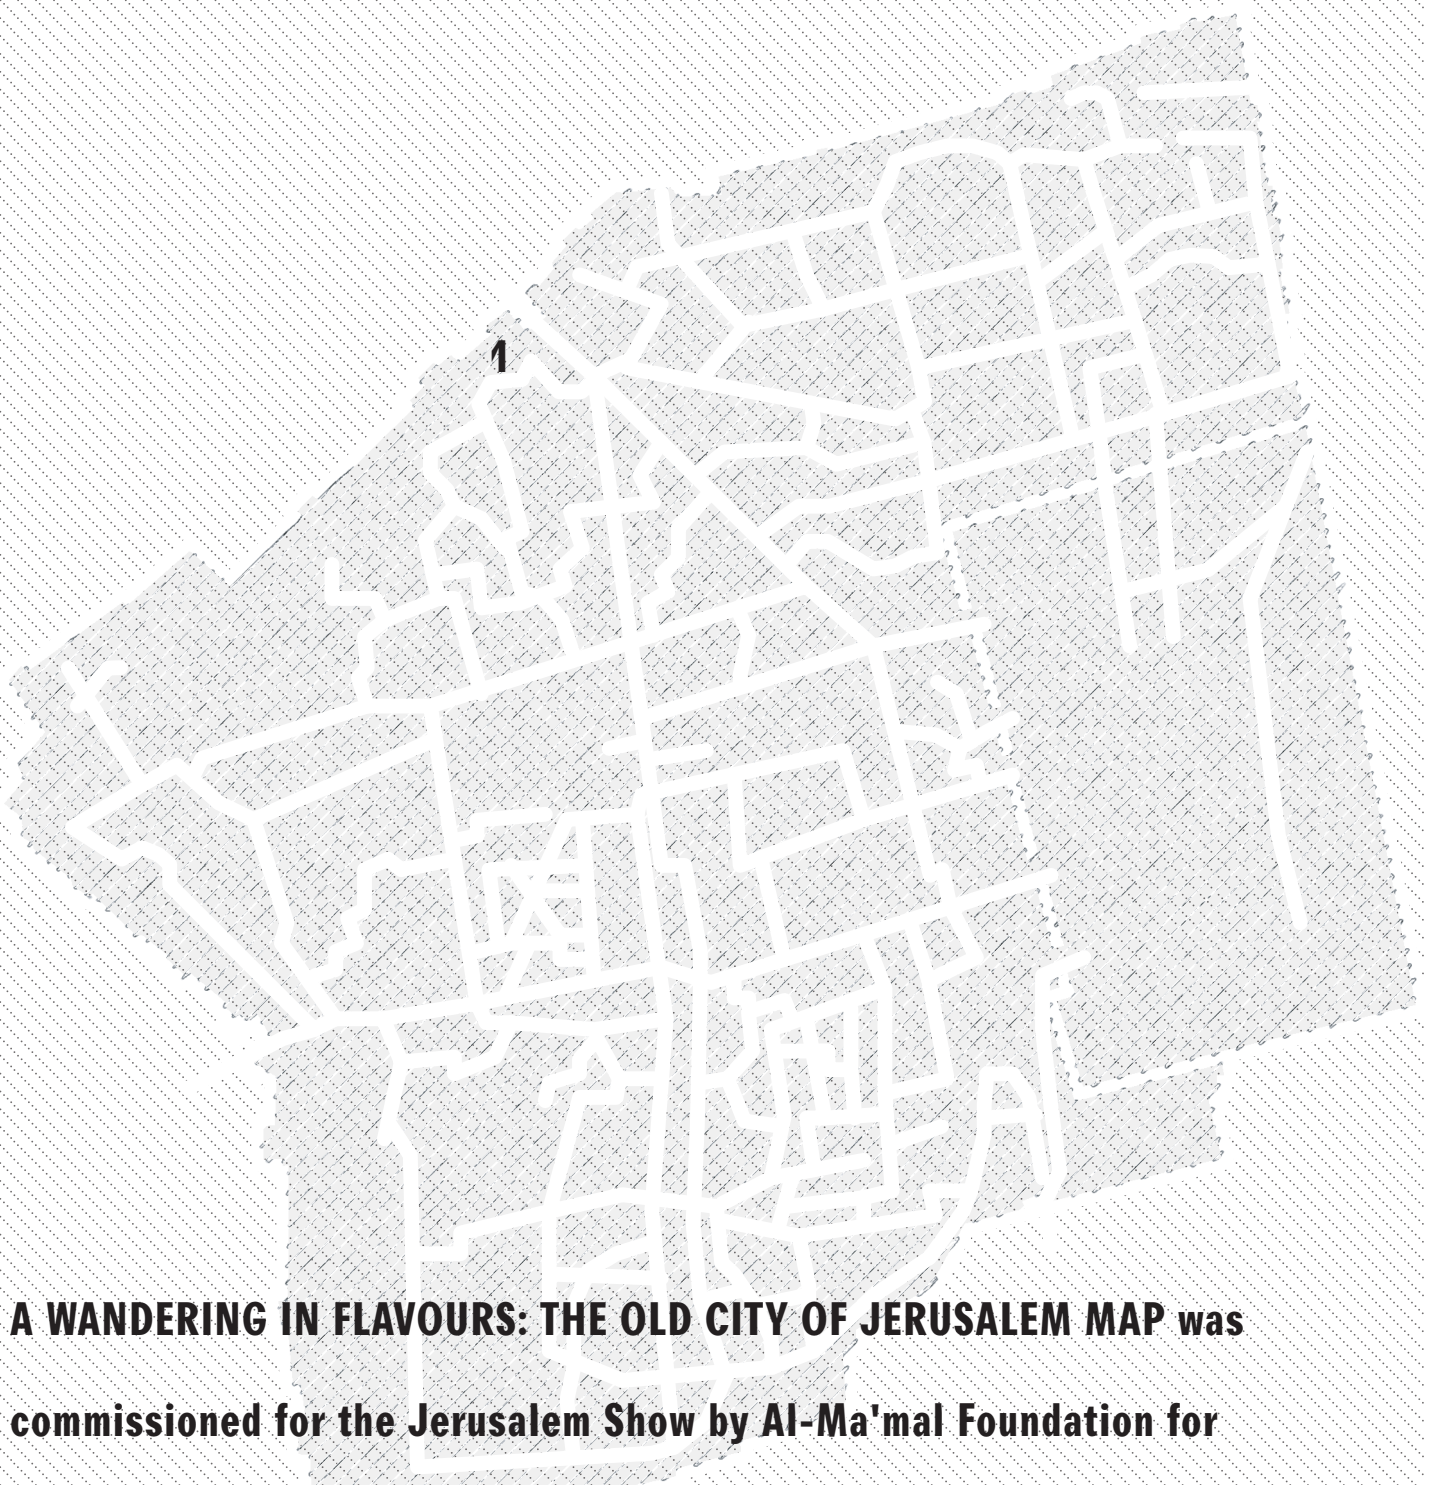 1
A WANDERING IN FLAVOURS: THE OLD CITY OF JERUSALEM MAP was
commissioned for the Jerusalem Show by Al-Ma'mal Foundation for